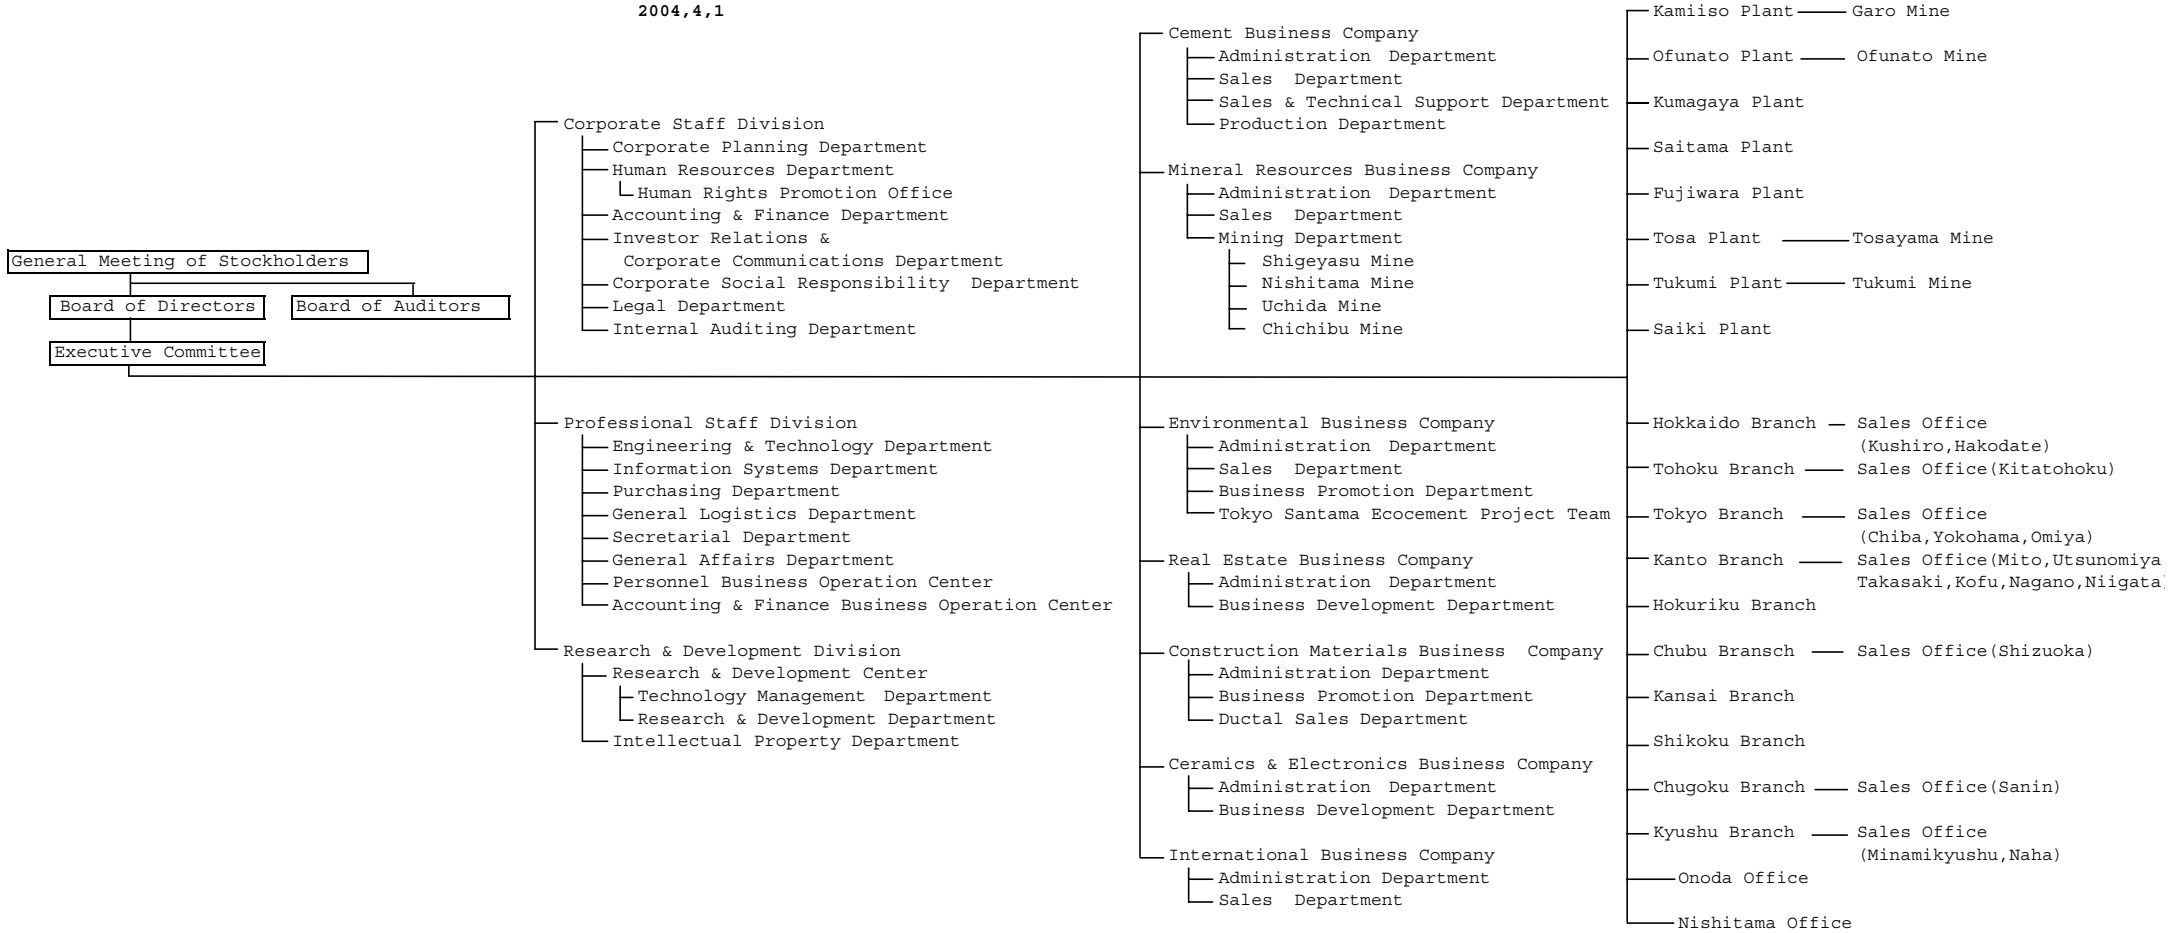 2004,4,1
General Meeting of Stockholders
Board of Directors
Board of Auditors
Executive Committee
Corporate Staff Division
Corporate Planning Department
Human Resources Department
Human Rights Promotion Office
Accounting & Finance Department
Investor Relations &
Corporate Communications Department
Corporate Social Responsibility Department
Legal Department
Internal Auditing Department
Professional Staff Division
Engineering & Technology Department
Information Systems Department
Purchasing Department
General Logistics Department
Secretarial Department
General Affairs Department
Personnel Business Operation Center
Accounting & Finance Business Operation Center
Research & Development Division
Research & Development Center
Technology Management Department
Research & Development Department
Intellectual Property Department
Cement Business Company
Administration Department
Sales Department
Sales & Technical Support Department
Production Department
Mineral Resources Business Company
Administration Department
Sales Department
Mining Department
Shigeyasu Mine
Nishitama Mine
Uchida Mine
Chichibu Mine
Environmental Business Company
Administration Department
Sales Department
Business Promotion Department
Tokyo Santama Ecocement Project Team
Real Estate Business Company
Administration Department
Business Development Department
Construction Materials Business Company
Administration Department
Business Promotion Department
Ductal Sales Department
Ceramics & Electronics Business Company
Administration Department
Business Development Department
International Business Company
Administration Department
Sales Department
Kamiiso Plant Garo Mine
Ofunato Plant Ofunato Mine
Kumagaya Plant
Saitama Plant
Fujiwara Plant
Tosa Plant Tosayama Mine
Tukumi Plant Tukumi Mine
Saiki Plant
Hokkaido Branch Sales Office
(Kushiro,Hakodate)
Tohoku Branch Sales Office(Kitatohoku)
Tokyo Branch Sales Office
(Chiba,Yokohama,Omiya)
Kanto Branch Sales Office(Mito,Utsunomiya
Takasaki,Kofu,Nagano,Niigata)
Hokuriku Branch
Chubu Bransch Sales Office(Shizuoka)
Kansai Branch
Shikoku Branch
Chugoku Branch Sales Office(Sanin)
Kyushu Branch Sales Office
(Minamikyushu,Naha)
Onoda Office
Nishitama Office